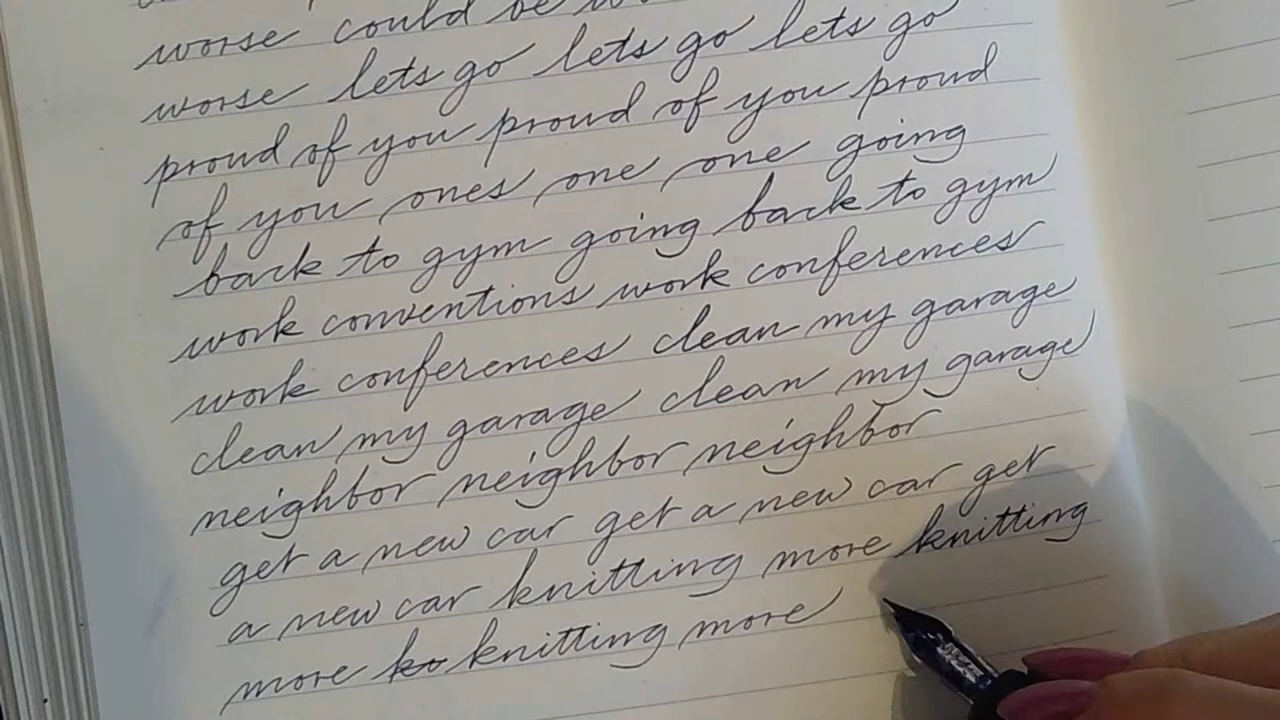 worse could be
worse lets go lets go lets go
proud of you proud of you proud
of you ones one one going
back to gym going back to gym
work conventions work conferences
work conferences clean my garage
clean my garage clean my garage
neighbor neighbor neighbor
get a new car get a new car get
a new car knitting more knitting
more ko knitting more